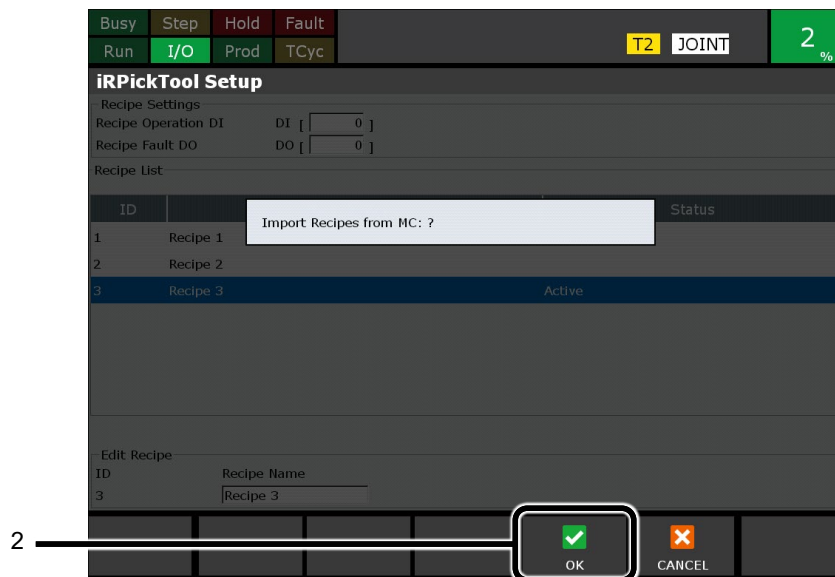 Busy Step Hold Fault
Run I/O Prod TCyc
T2 JOINT
2 %
iRPickTool Setup
Recipe Settings
Recipe Operation DI DI [ 0 ]
Recipe Fault DO DO [ 0 ]
Recipe List
ID Status
Import Recipes from MC: ?
1 Recipe 1
2 Recipe 2
3 Recipe 3 Active
Edit Recipe
ID Recipe Name
3 Recipe 3
OK CANCEL
2